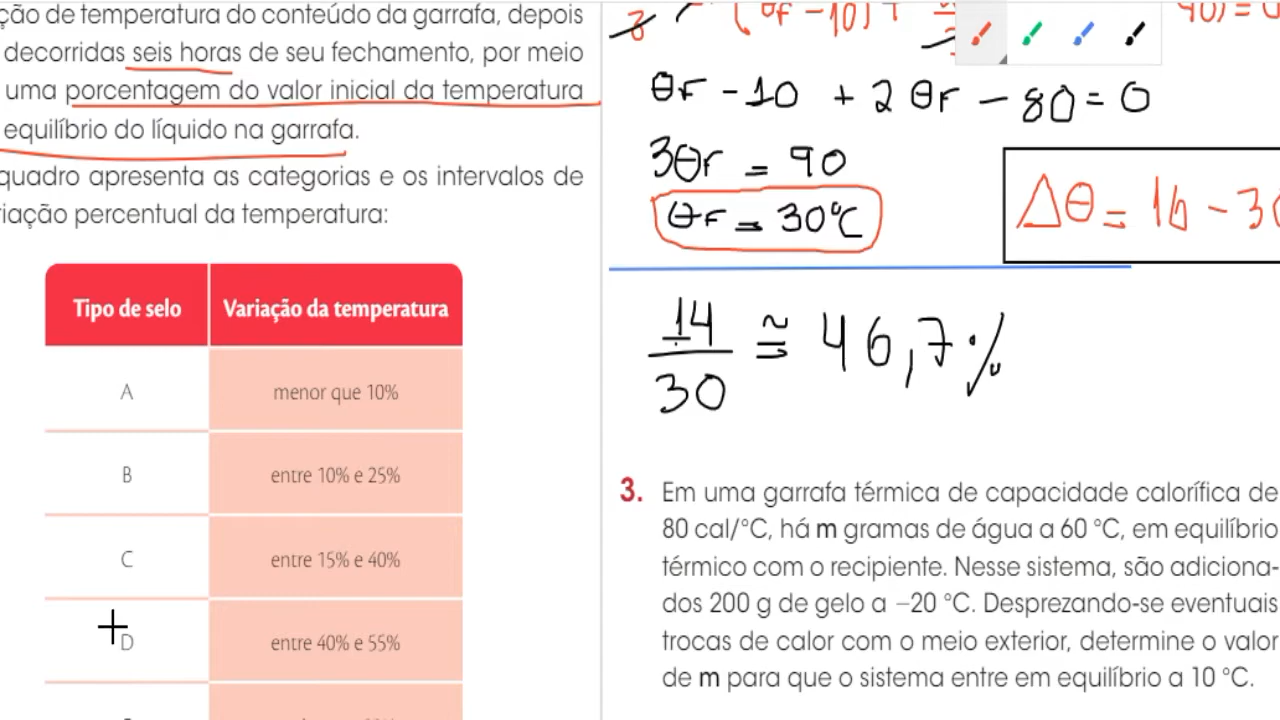 ção de temperatura do conteúdo da garrafa, depois
decorridas seis horas de seu fechamento, por meio
uma porcentagem do valor inicial da temperatura
equilíbrio do líquido na garrafa.
quadro apresenta as categorias e os intervalos de
riação percentual da temperatura:
Tipo de selo Variação da temperatura
A menor que 10%
B entre 10% e 25%
C entre 15% e 40%
D entre 40% e 55%
(θF - 10) +
θF - 10 + 2 θF - 80 = 0
3θF = 90
θF = 30°C
Δθ = 16 - 30
14/30 ≅ 46,7 %
3. Em uma garrafa térmica de capacidade calorífica de
80 cal/°C, há m gramas de água a 60 °C, em equilíbrio
térmico com o recipiente. Nesse sistema, são adiciona-
dos 200 g de gelo a −20 °C. Desprezando-se eventuais
trocas de calor com o meio exterior, determine o valor
de m para que o sistema entre em equilíbrio a 10 °C.